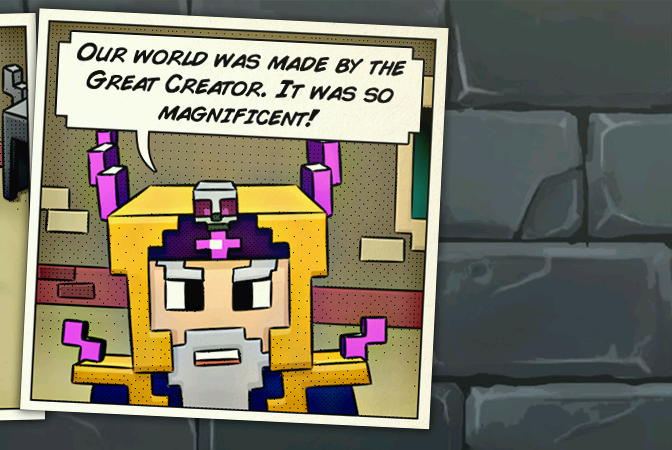 OUR WORLD WAS MADE BY THE
GREAT CREATOR. IT WAS SO
MAGNIFICENT!